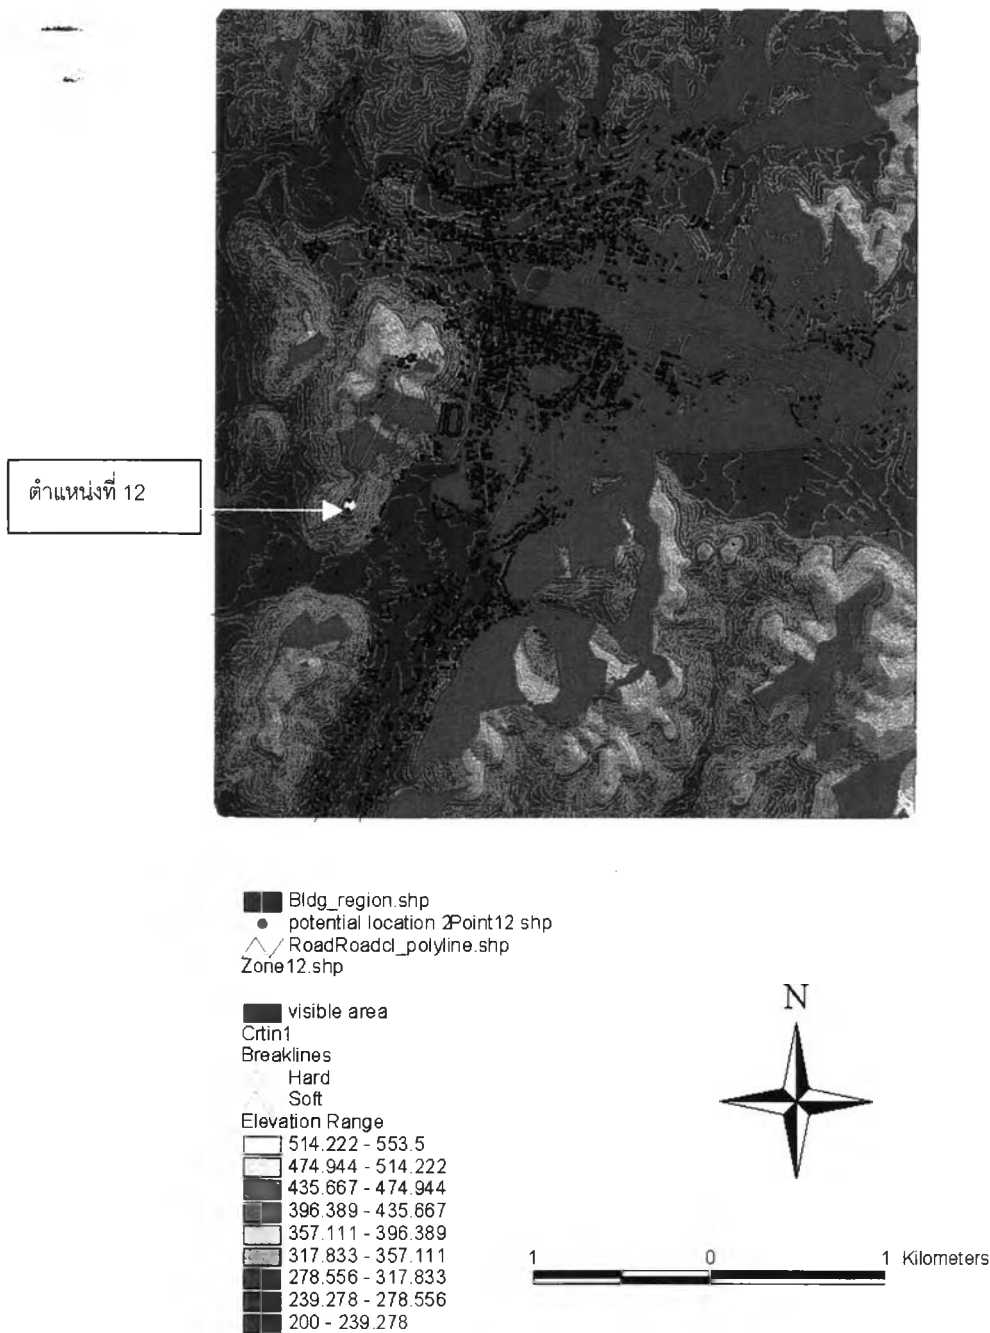 ตำแหน่งที่ 12
Bldg_region.shp
potential location 2Point12 shp
RoadRoadcl_polyline.shp
Zone12.shp
visible area
Crtin1
Breaklines
Hard
Soft
Elevation Range
514.222 - 553.5
474.944 - 514.222
435.667 - 474.944
396.389 - 435.667
357.111 - 396.389
317.833 - 357.111
278.556 - 317.833
239.278 - 278.556
200 - 239.278
N
1 0 1 Kilometers